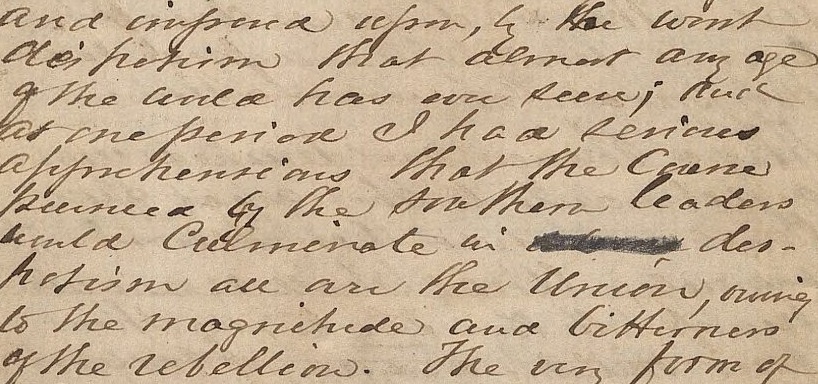 and imposed upon, by the worst
despotism that almost any age
of the world has ever seen; and
at one period I had serious
apprehensions that the Course
pursued by the Southern leaders
would Culminate in des-
potism all over the Union, owing
to the magnitude and bitterness
of the rebellion. The very form of